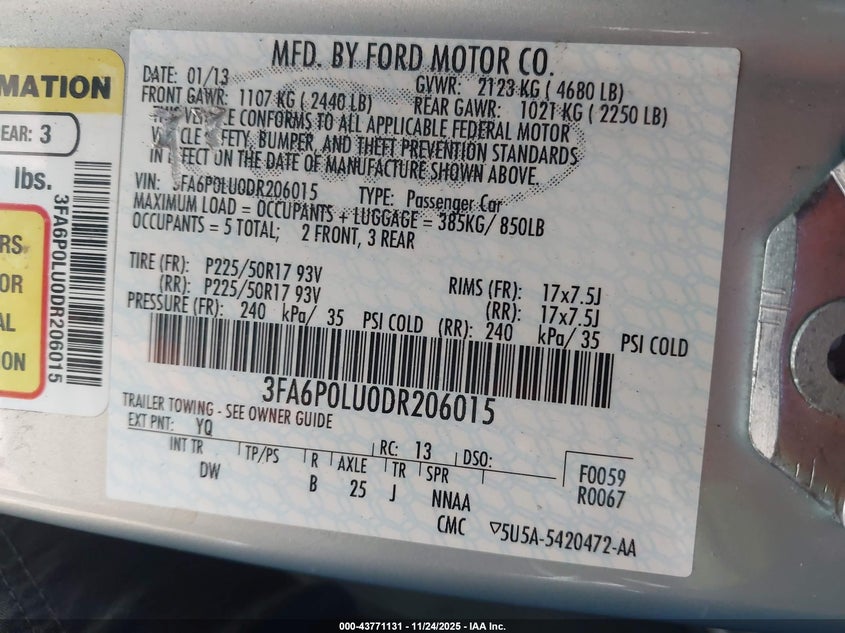 MATION
EAR: 3
lbs.
3FA6P0LU0DR206015
RS
OR
AL
ON
MFD. BY FORD MOTOR CO.
DATE: 01/13
GVWR: 2123 KG ( 4680 LB)
FRONT GAWR: 1107 KG ( 2440 LB)
REAR GAWR: 1021 KG ( 2250 LB)
THIS VEHICLE CONFORMS TO ALL APPLICABLE FEDERAL MOTOR
VEHICLE SAFETY, BUMPER, AND THEFT PREVENTION STANDARDS
IN EFFECT ON THE DATE OF MANUFACTURE SHOWN ABOVE.
VIN: 3FA6P0LU0DR206015 TYPE: Passenger Car
MAXIMUM LOAD = OCCUPANTS + LUGGAGE = 385KG/ 850LB
OCCUPANTS = 5 TOTAL; 2 FRONT, 3 REAR
TIRE (FR): P225/50R17 93V RIMS (FR): 17x7.5J
(RR): P225/50R17 93V (RR): 17x7.5J
PRESSURE (FR): 240 kPa/ 35 PSI COLD (RR): 240 kPa/ 35 PSI COLD
3FA6P0LU0DR206015
TRAILER TOWING - SEE OWNER GUIDE
EXT PNT: YQ RC: 13 DSO: F0059
INT TR TP/PS R AXLE TR SPR R0067
DW B 25 J NNAA
CMC ▽5U5A-5420472-AA
000-43771131 - 11/24/2025 - IAA Inc.